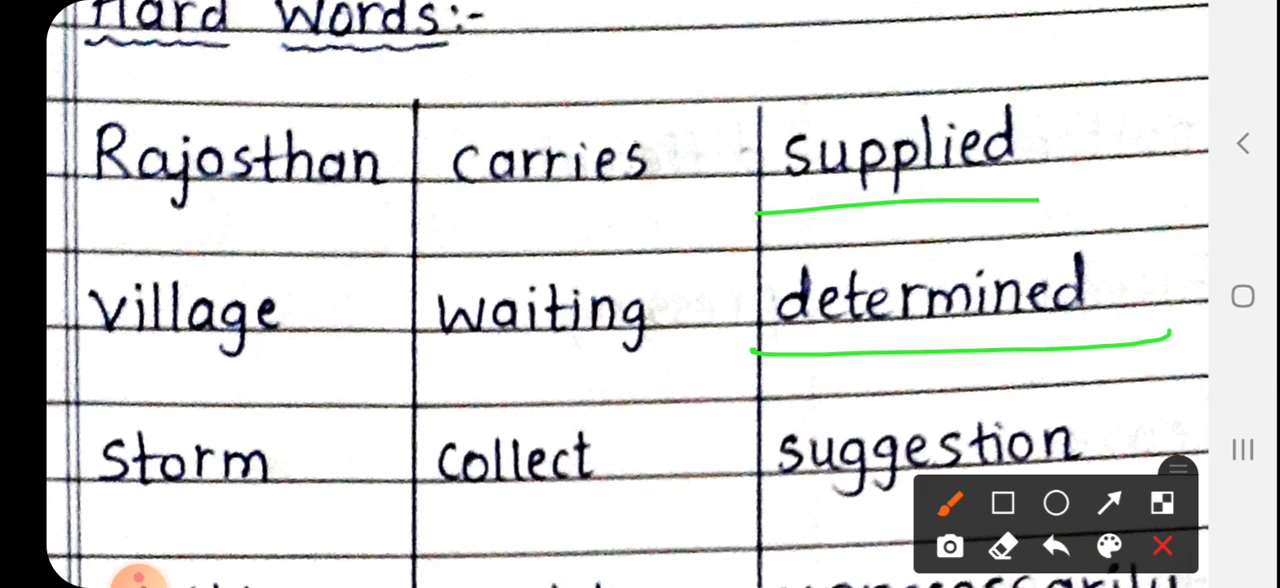 Hard Words:-
Rajosthan carries supplied
village waiting determined
storm collect suggestion